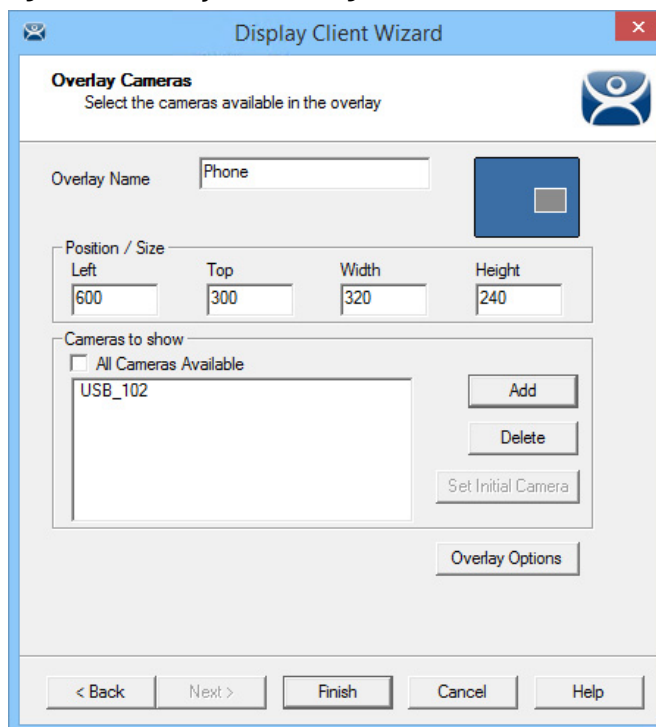 Display Client Wizard
Overlay Cameras
Select the cameras available in the overlay
Overlay Name Phone
Position / Size
Left Top Width Height
600 300 320 240
Cameras to show
All Cameras Available
USB_102
Add
Delete
Set Initial Camera
Overlay Options
< Back Next > Finish Cancel Help